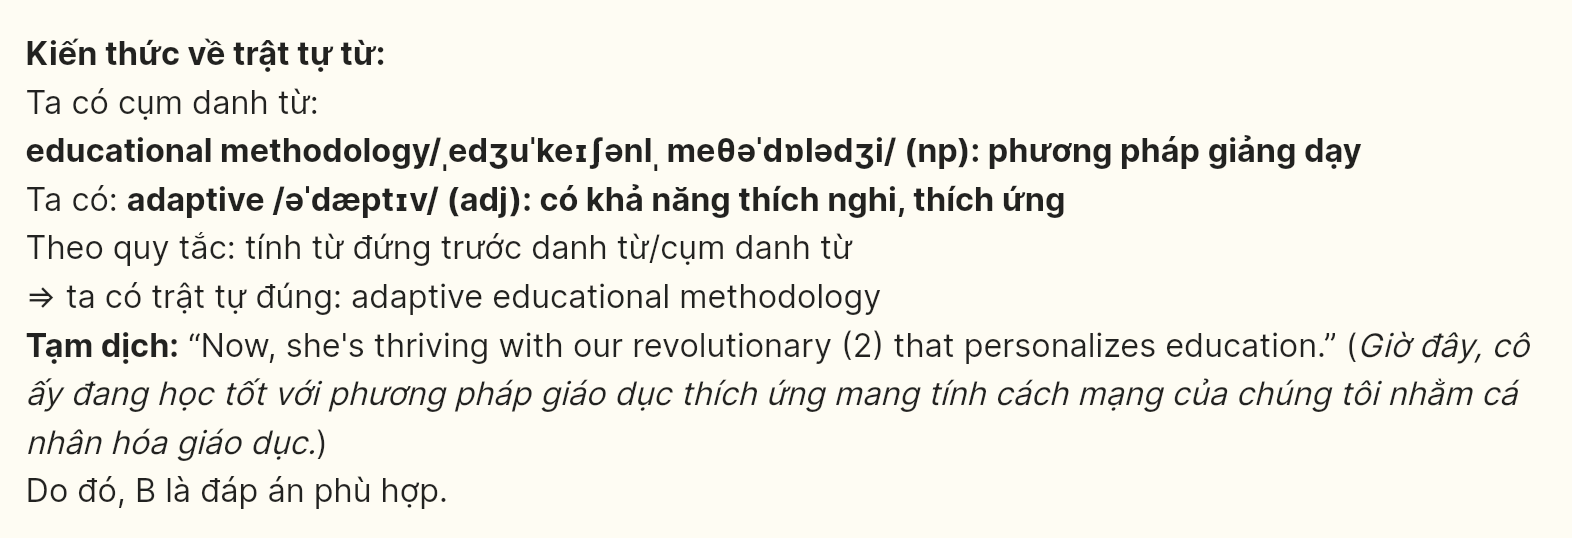 Kiến thức về trật tự từ:
Ta có cụm danh từ:
educational methodology/ˌedʒuˈkeɪʃənlˌ meθəˈdɒlədʒi/ (np): phương pháp giảng dạy
Ta có: adaptive /əˈdæptɪv/ (adj): có khả năng thích nghi, thích ứng
Theo quy tắc: tính từ đứng trước danh từ/cụm danh từ
⇒ ta có trật tự đúng: adaptive educational methodology
Tạm dịch: “Now, she's thriving with our revolutionary (2) that personalizes education.” (Giờ đây, cô
ấy đang học tốt với phương pháp giáo dục thích ứng mang tính cách mạng của chúng tôi nhằm cá
nhân hóa giáo dục.)
Do đó, B là đáp án phù hợp.